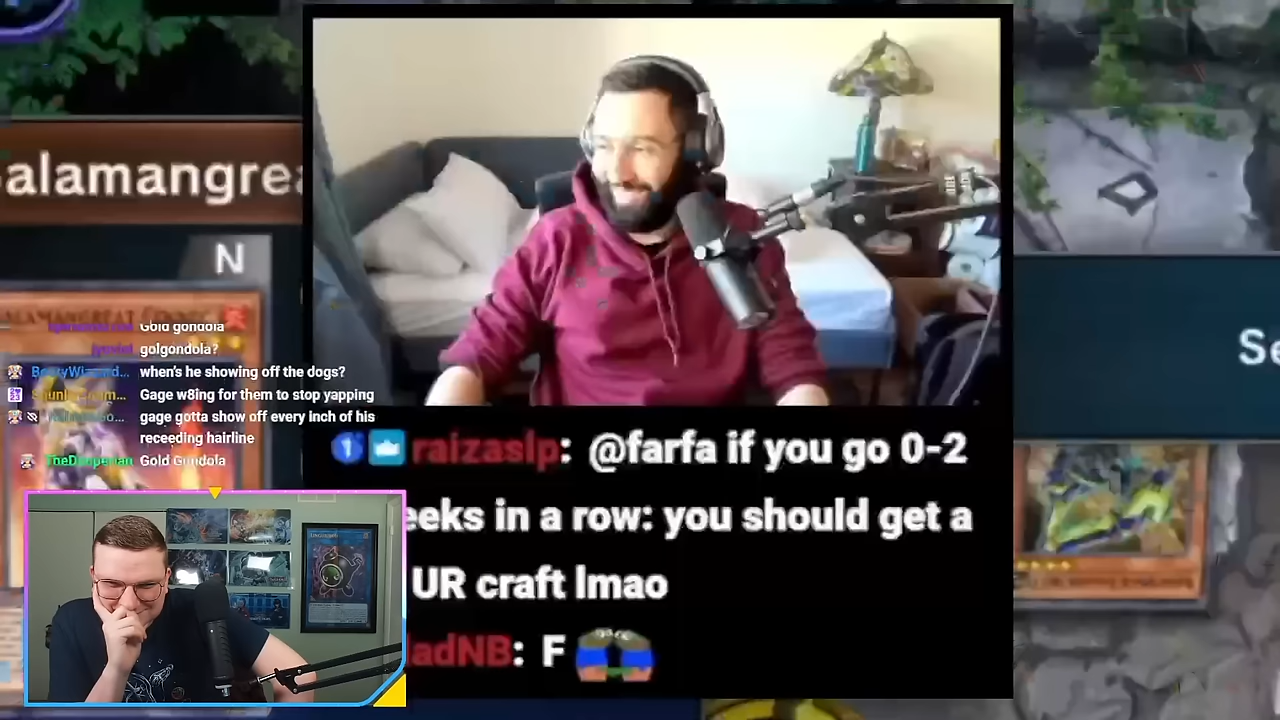 alamangrea
N
Gold gondola
golgondola?
when's he showing off the dogs?
Gage w8ing for them to stop yapping
gage gotta show off every inch of his
receeding hairline
Gold Gundola
raizaslp: @farfa if you go 0-2
eeks in a row: you should get a
UR craft lmao
ladNB: F
Se